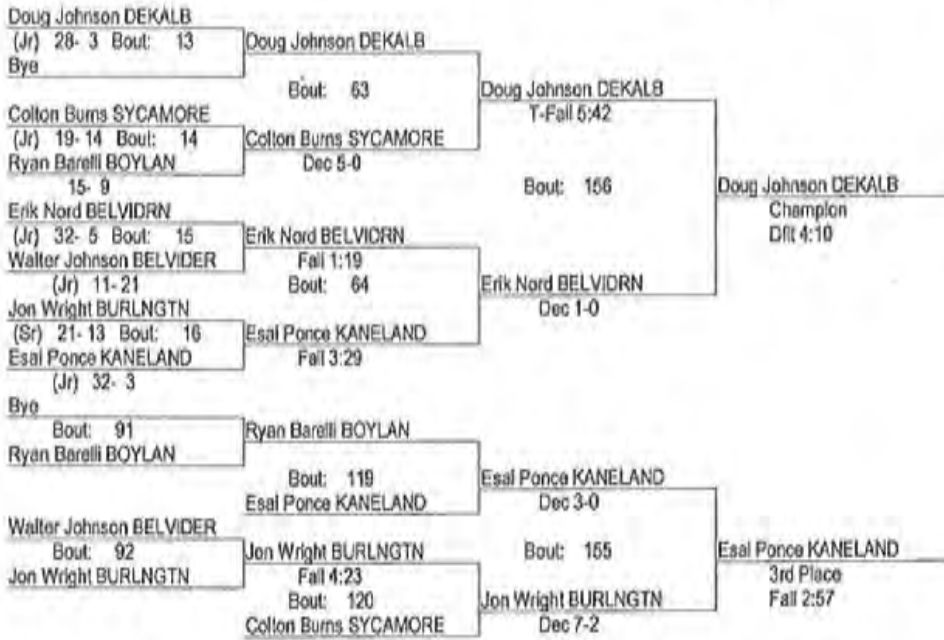 Doug Johnson DEKALB
(Jr) 28- 3 Bout: 13
Bye
Doug Johnson DEKALB
Bout: 63
Colton Burns SYCAMORE
(Jr) 19- 14 Bout: 14
Ryan Barelli BOYLAN
15- 9
Colton Burns SYCAMORE
Dec 5-0
Doug Johnson DEKALB
T-Fall 5:42
Bout: 156
Erik Nord BELVIDRN
(Jr) 32- 5 Bout: 15
Walter Johnson BELVIDER
(Jr) 11- 21
Erik Nord BELVIDRN
Fall 1:19
Bout: 64
Jon Wright BURLNGTN
(Sr) 21- 13 Bout: 16
Esai Ponce KANELAND
(Jr) 32- 3
Esai Ponce KANELAND
Fall 3:29
Erik Nord BELVIDRN
Dec 1-0
Doug Johnson DEKALB
Champion
Dflt 4:10
Bye
Bout: 91
Ryan Barelli BOYLAN
Ryan Barelli BOYLAN
Bout: 119
Esai Ponce KANELAND
Esai Ponce KANELAND
Dec 3-0
Bout: 155
Walter Johnson BELVIDER
Bout: 92
Jon Wright BURLNGTN
Jon Wright BURLNGTN
Fall 4:23
Bout: 120
Colton Burns SYCAMORE
Jon Wright BURLNGTN
Dec 7-2
Esai Ponce KANELAND
3rd Place
Fall 2:57